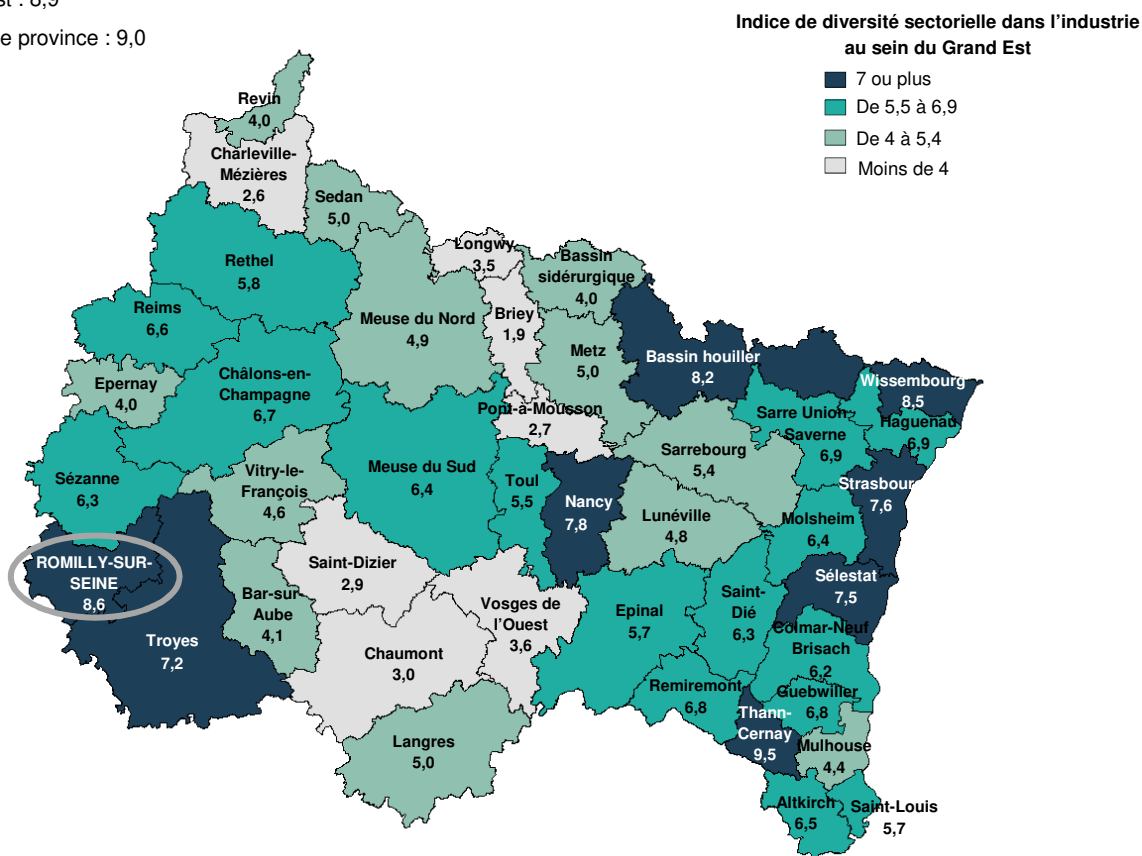 st : 8,9
e province : 9,0
Indice de diversité sectorielle dans l'industrie
au sein du Grand Est
7 ou plus
De 5,5 à 6,9
De 4 à 5,4
Moins de 4
Revin
4,0
Charleville-
Mézières
2,6
Sedan
5,0
Longwy
3,5
Bassin
sidérurgique
4,0
Rethel
5,8
Reims
6,6
Meuse du Nord
4,9
Briey
1,9
Metz
5,0
Bassin houiller
8,2
Wissembourg
8,5
Epernay
4,0
Châlons-en-
Champagne
6,7
Pont-à-Mousson
2,7
Sarre Union
Saverne
6,9
Haguenau
6,9
Sarrebourg
5,4
Sézanne
6,3
Vitry-le-
François
4,6
Meuse du Sud
6,4
Toul
5,5
Nancy
7,8
Lunéville
4,8
Strasbourg
7,6
Molsheim
6,4
ROMILLY-SUR-
SEINE
8,6
Saint-Dizier
2,9
Bar-sur
Aube
4,1
Vosges de
l'Ouest
3,6
Epinal
5,7
Saint-
Dié
6,3
Sélestat
7,5
Troyes
7,2
Chaumont
3,0
Colmar-Neuf
Brisach
6,2
Remiremont
6,8
Guebwiller
6,8
Thann-
Cernay
9,5
Langres
5,0
Mulhouse
4,4
Altkirch
6,5
Saint-Louis
5,7